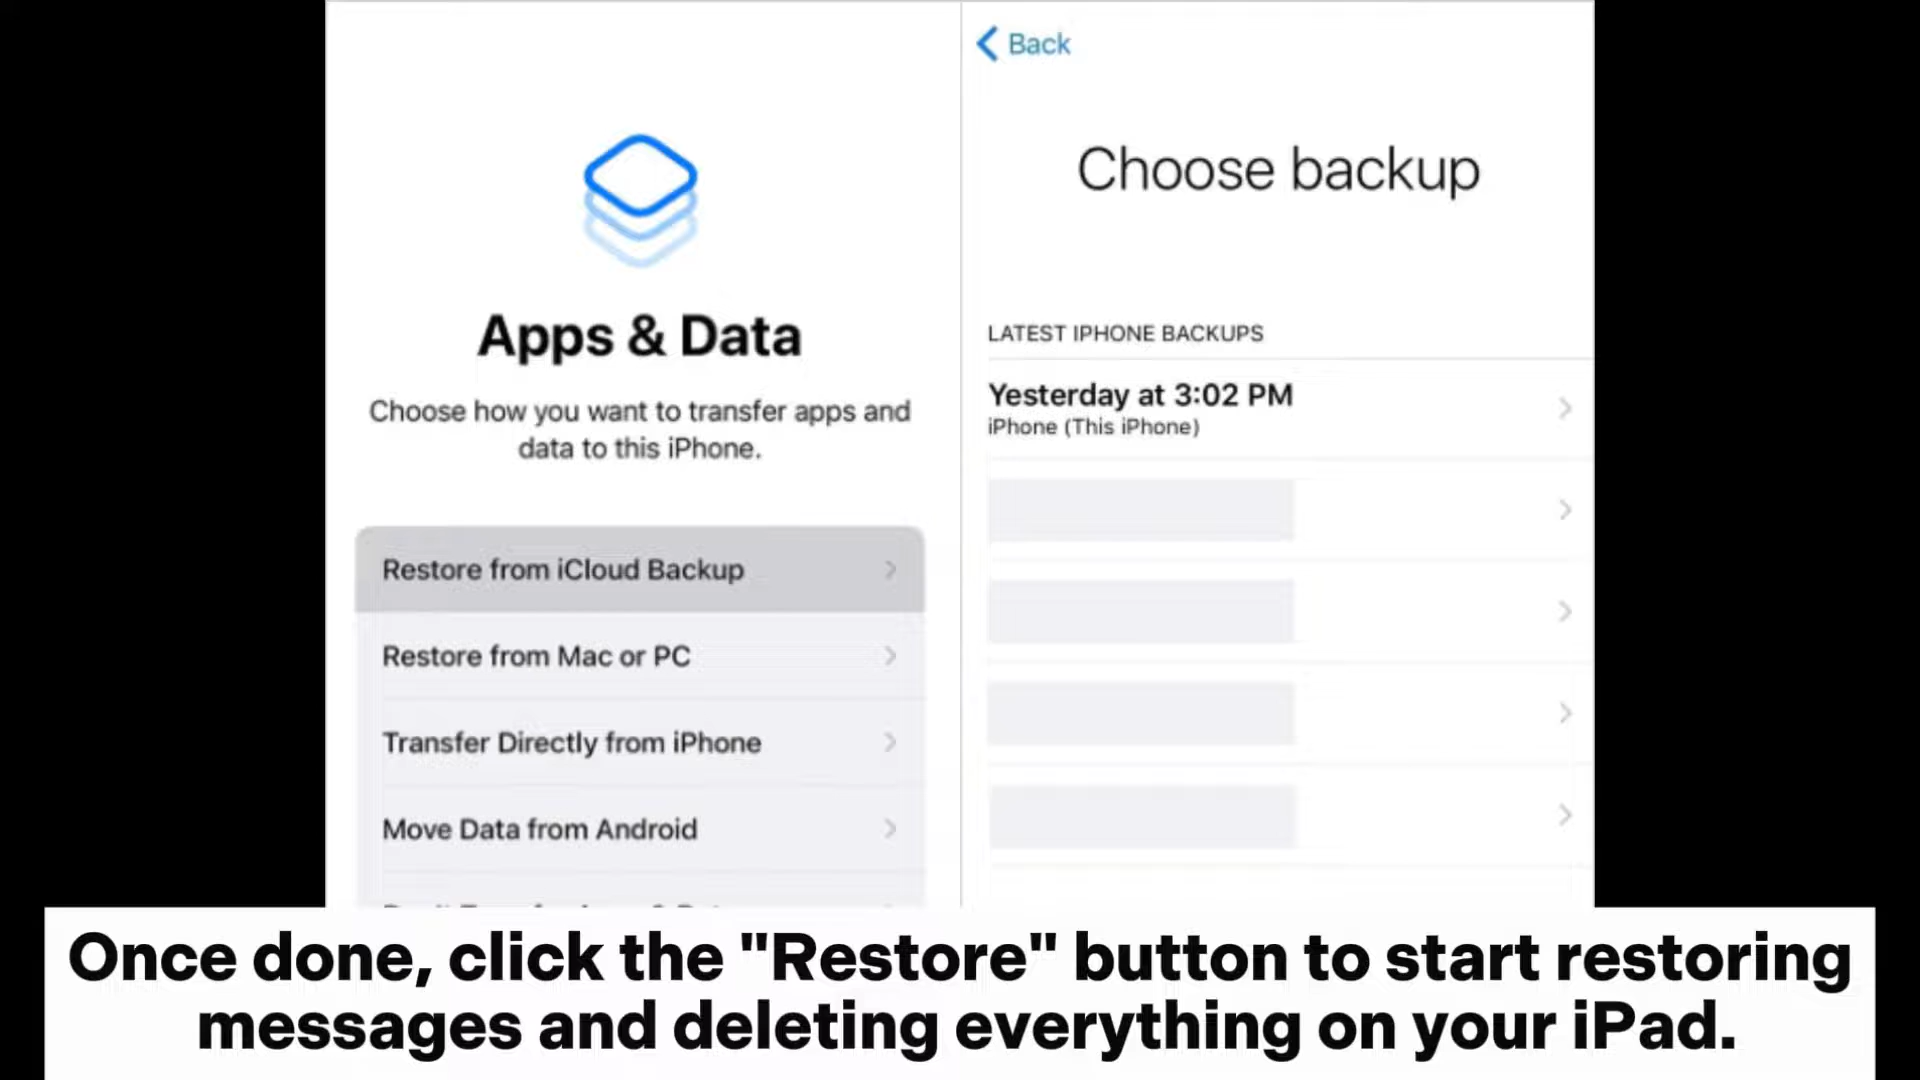 Apps & Data
Choose how you want to transfer apps and
data to this iPhone.
Restore from iCloud Backup
Restore from Mac or PC
Transfer Directly from iPhone
Move Data from Android
Back
Choose backup
LATEST IPHONE BACKUPS
Yesterday at 3:02 PM
iPhone (This iPhone)
Once done, click the "Restore" button to start restoring
messages and deleting everything on your iPad.